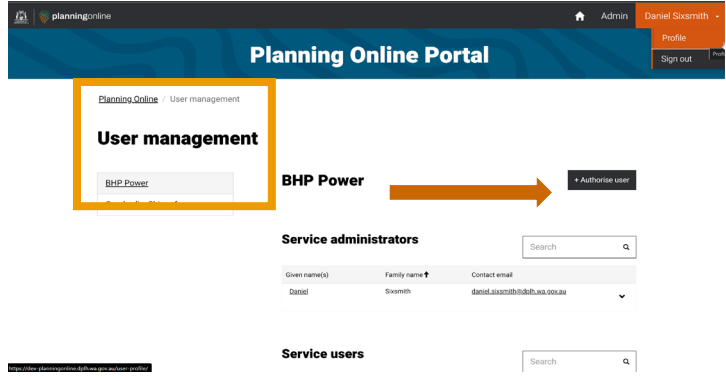 planningonline
Admin
Daniel Sixsmith
Profile
Sign out
Planning Online Portal
Planning Online / User management
User management
BHP Power
BHP Power
+ Authorise user
Service administrators
Search
Given name(s) Family name Contact email
Daniel Sixsmith daniel.sixsmith@dplh.wa.gov.au
Service users
Search
https://dev-planningonline.dplh.wa.gov.au/user-profile/